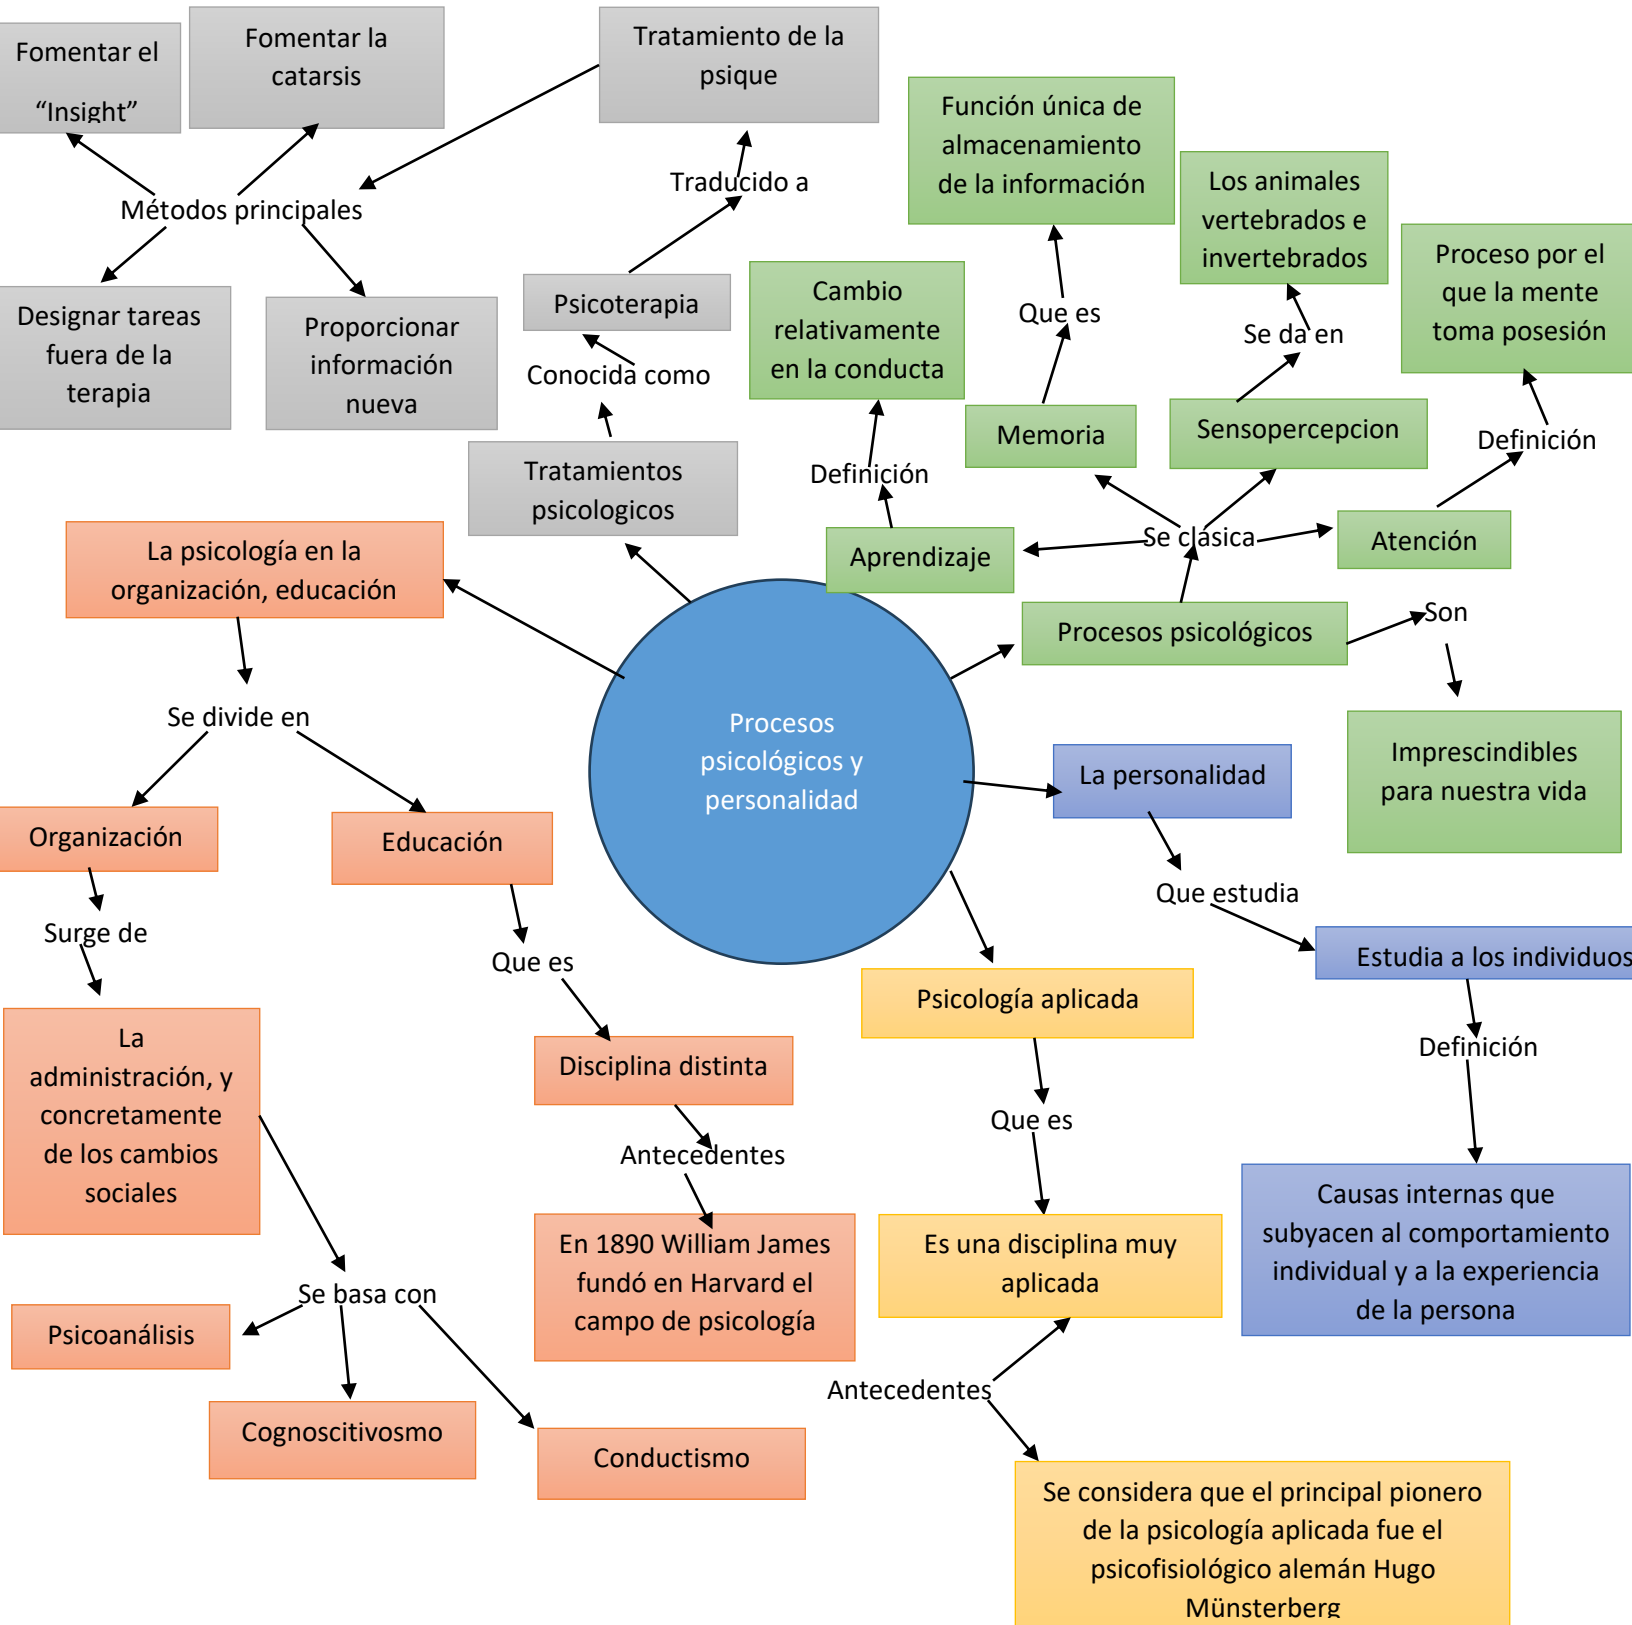 Fomentar el
“Insight”
Fomentar la
catarsis
Tratamiento de la
psique
Métodos principales
Traducido a
Designar tareas
fuera de la
terapia
Proporcionar
información
nueva
Psicoterapia
Conocida como
Tratamientos
psicologicos
Función única de
almacenamiento
de la información
Los animales
vertebrados e
invertebrados
Proceso por el
que la mente
toma posesión
Cambio
relativamente
en la conducta
Que es
Se da en
Definición
Memoria
Sensopercepcion
Definición
Aprendizaje
Se clásica
Atención
Procesos psicológicos
Son
Imprescindibles
para nuestra vida
La psicología en la
organización, educación
Procesos
psicológicos y
personalidad
Se divide en
Organización
Educación
Surge de
Que es
La
administración, y
concretamente
de los cambios
sociales
Disciplina distinta
Antecedentes
En 1890 William James
fundó en Harvard el
campo de psicología
Se basa con
Psicoanálisis
Cognoscitivosmo
Conductismo
La personalidad
Que estudia
Estudia a los individuos
Definición
Causas internas que
subyacen al comportamiento
individual y a la experiencia
de la persona
Psicología aplicada
Que es
Es una disciplina muy
aplicada
Antecedentes
Se considera que el principal pionero
de la psicología aplicada fue el
psicofisiológico alemán Hugo
Münsterberg